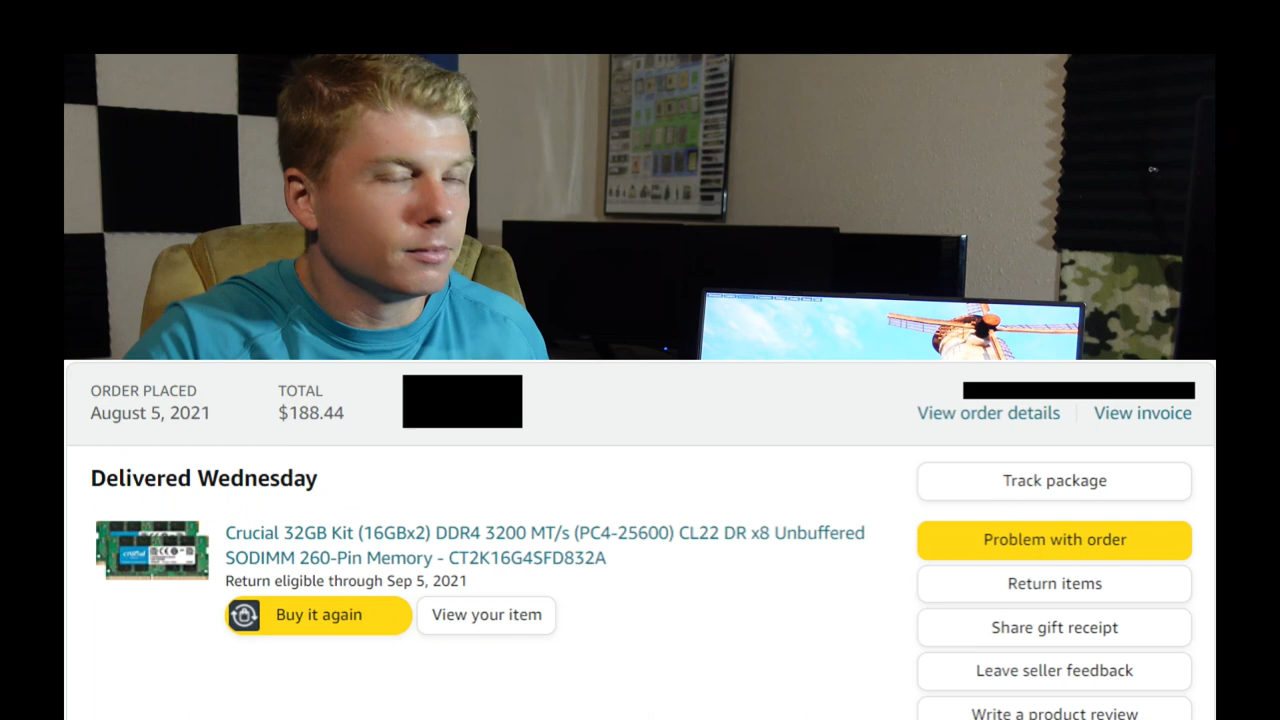 ORDER PLACED
August 5, 2021
TOTAL
$188.44
View order details
View invoice
Delivered Wednesday
Track package
Crucial 32GB Kit (16GBx2) DDR4 3200 MT/s (PC4-25600) CL22 DR x8 Unbuffered
SODIMM 260-Pin Memory - CT2K16G4SFD832A
Return eligible through Sep 5, 2021
Buy it again
View your item
Problem with order
Return items
Share gift receipt
Leave seller feedback
Write a product review